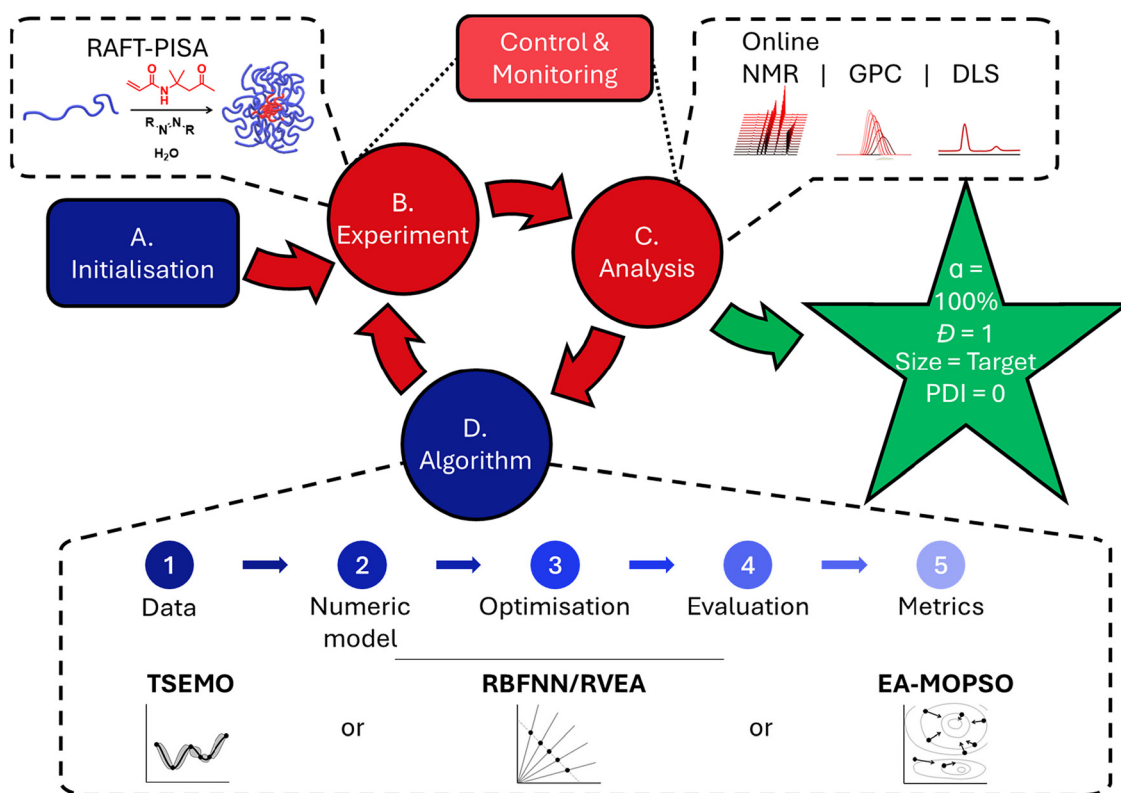 RAFT-PISA
O
O
N
H
R
N
N
R
H₂O
Control &
Monitoring
Online
NMR | GPC | DLS
A.
Initialisation
B.
Experiment
C.
Analysis
α =
100%
Đ = 1
Size = Target
PDI = 0
D.
Algorithm
1
2
3
4
5
Data
Numeric
model
Optimisation
Evaluation
Metrics
TSEMO
or
RBFNN/RVEA
or
EA-MOPSO